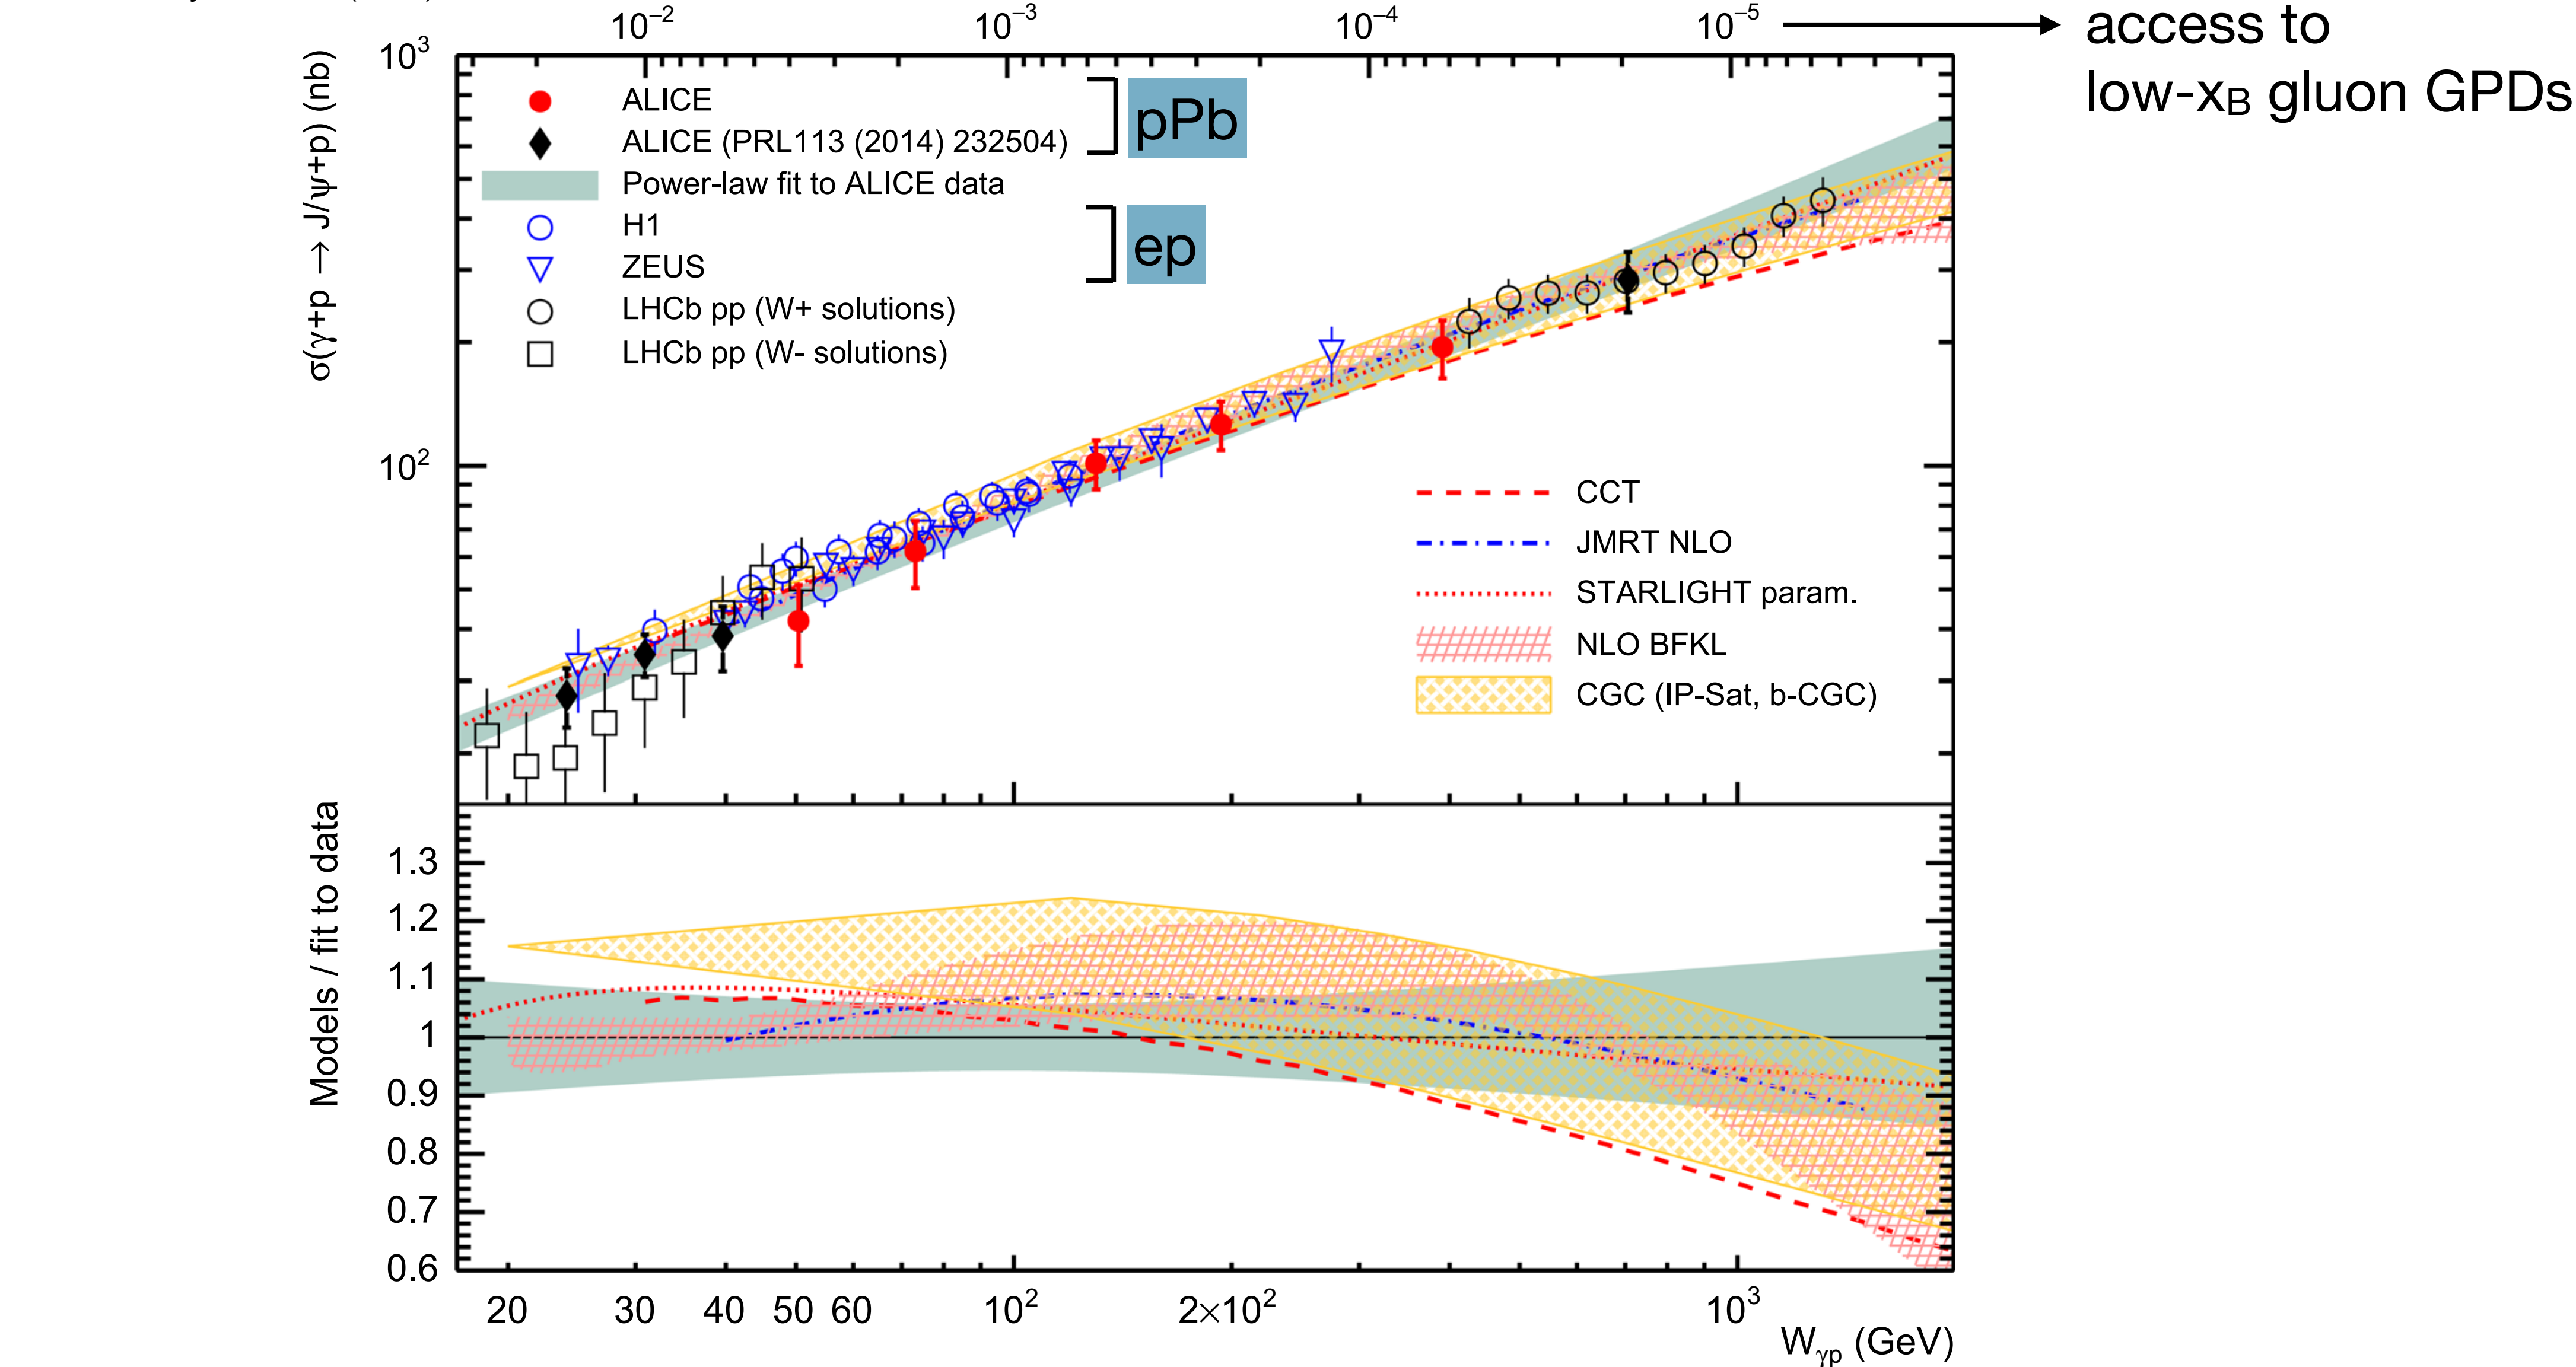 10⁻² 10⁻³ 10⁻⁴ 10⁻⁵ access to
low-xB gluon GPDs
10³
σ(γ+p → J/ψ+p) (nb)
ALICE
ALICE (PRL113 (2014) 232504)
pPb
Power-law fit to ALICE data
H1
ZEUS
ep
LHCb pp (W+ solutions)
LHCb pp (W- solutions)
10²
CCT
JMRT NLO
STARLIGHT param.
NLO BFKL
CGC (IP-Sat, b-CGC)
Models / fit to data
1.3
1.2
1.1
1
0.9
0.8
0.7
0.6
20 30 40 50 60 10² 2×10² 10³
Wγp (GeV)